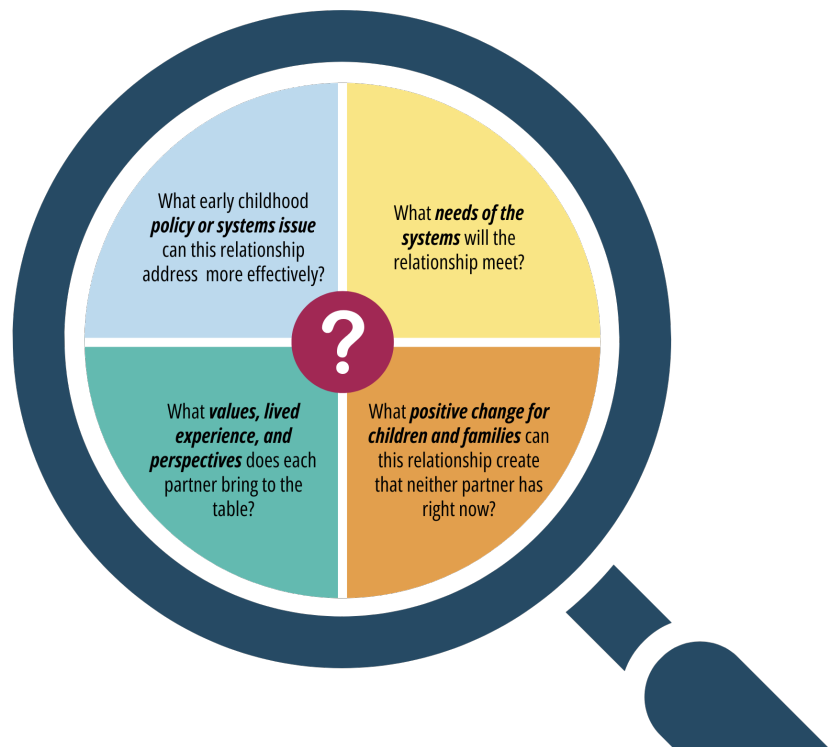 What early childhood
policy or systems issue
can this relationship
address more effectively?
What needs of the
systems will the
relationship meet?
?
What values, lived
experience, and
perspectives does each
partner bring to the
table?
What positive change for
children and families can
this relationship create
that neither partner has
right now?